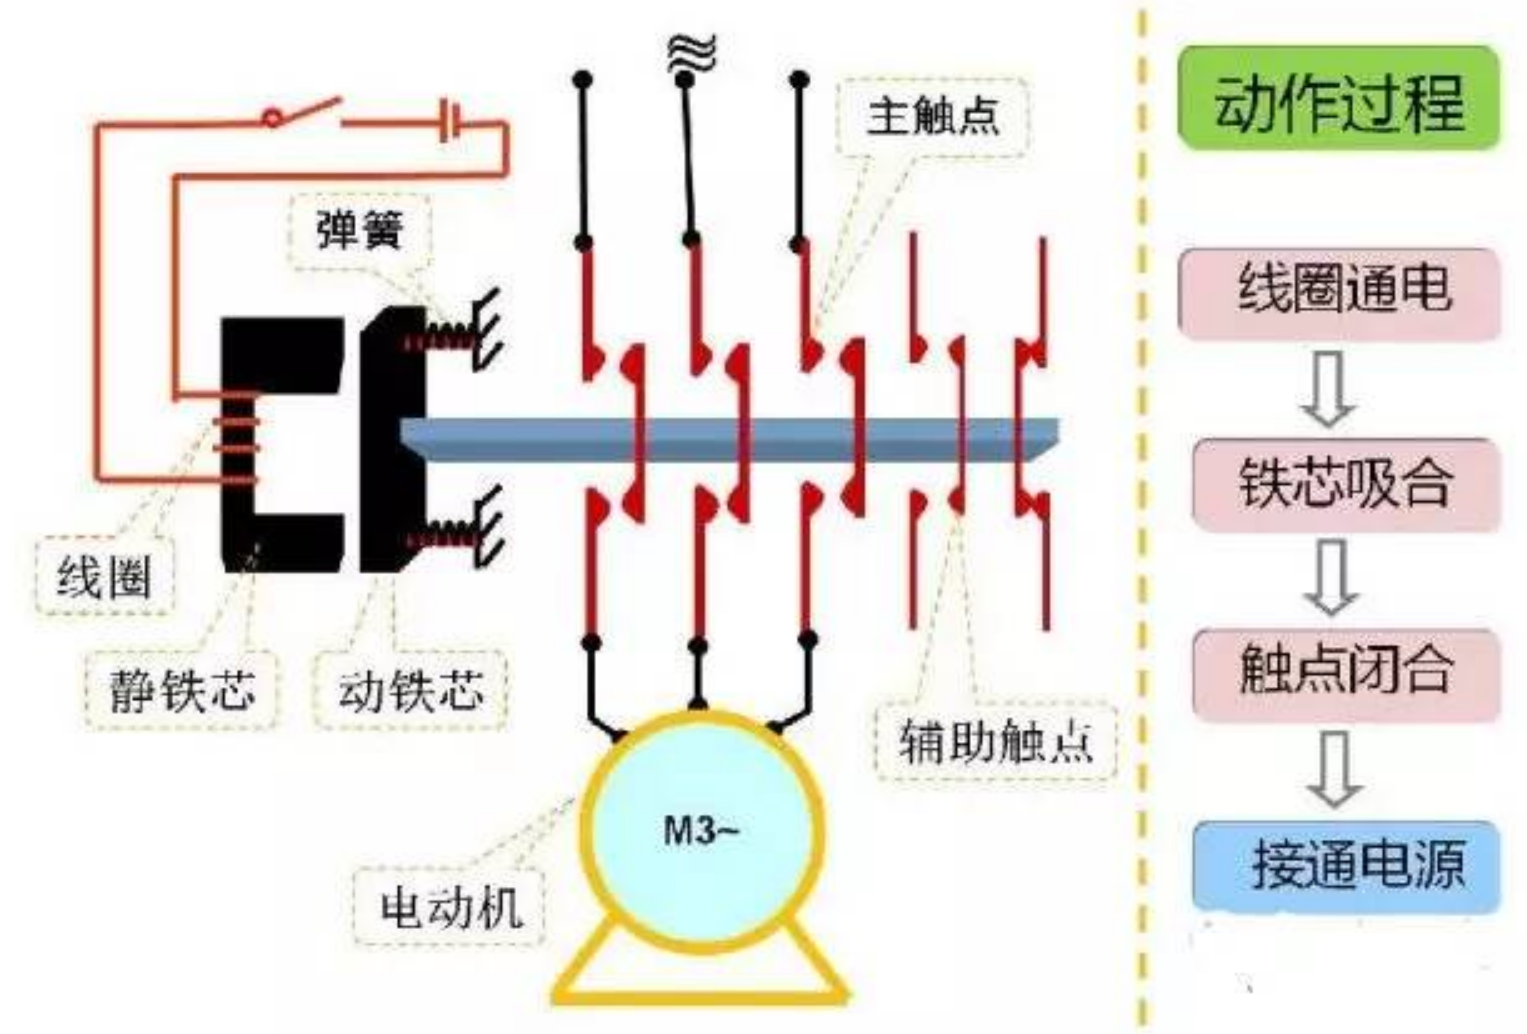 主触点
弹簧
线圈
静铁芯
动铁芯
辅助触点
M3~
电动机
动作过程
线圈通电
铁芯吸合
触点闭合
接通电源